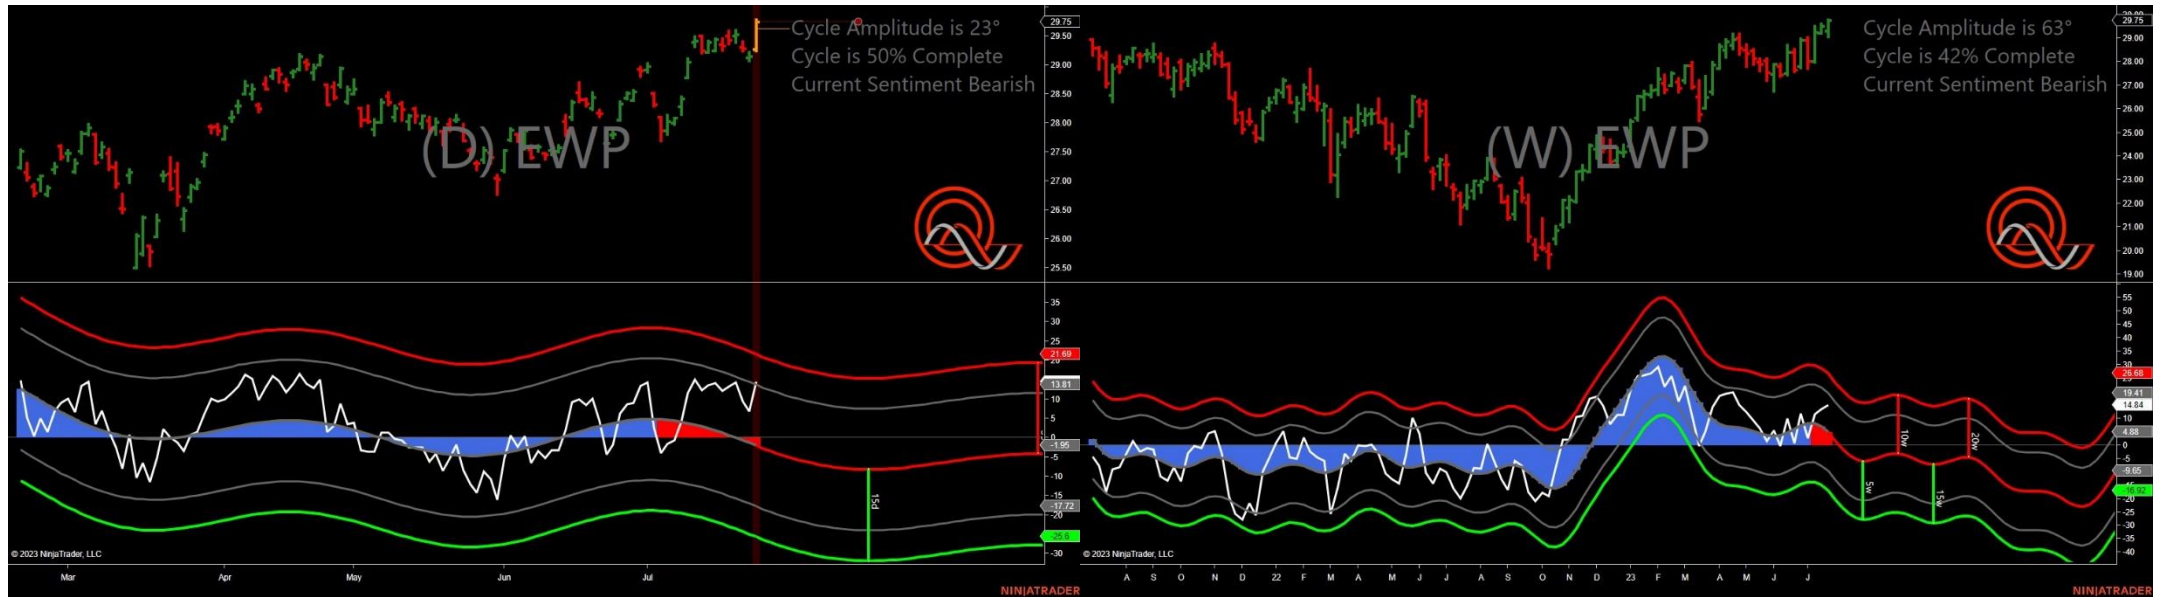 Cycle Amplitude is 23°
Cycle is 50% Complete
Current Sentiment Bearish
(D) EWP
29.75
29.50
29.00
28.50
28.00
27.50
27.00
26.50
26.00
25.50
35
30
25
21.69
20
13.81
10
5
0
-1.95
-5
-10
-15
-17.72
-20
-25.6
-30
15d
© 2023 NinjaTrader, LLC
Mar
Apr
May
Jun
Jul
NINJATRADER
Cycle Amplitude is 63°
Cycle is 42% Complete
Current Sentiment Bearish
(W) EWP
29.75
29.00
28.00
27.00
26.00
25.00
24.00
23.00
22.00
21.00
20.00
19.00
55
50
45
40
35
30
26.68
19.41
14.84
10
4.88
0
-5
-9.65
-16.92
-25
-30
-35
-40
5w
10w
15w
20w
© 2023 NinjaTrader, LLC
A S O N D 22 F M A M J J A S O N D 23 F M A M J J
NINJATRADER